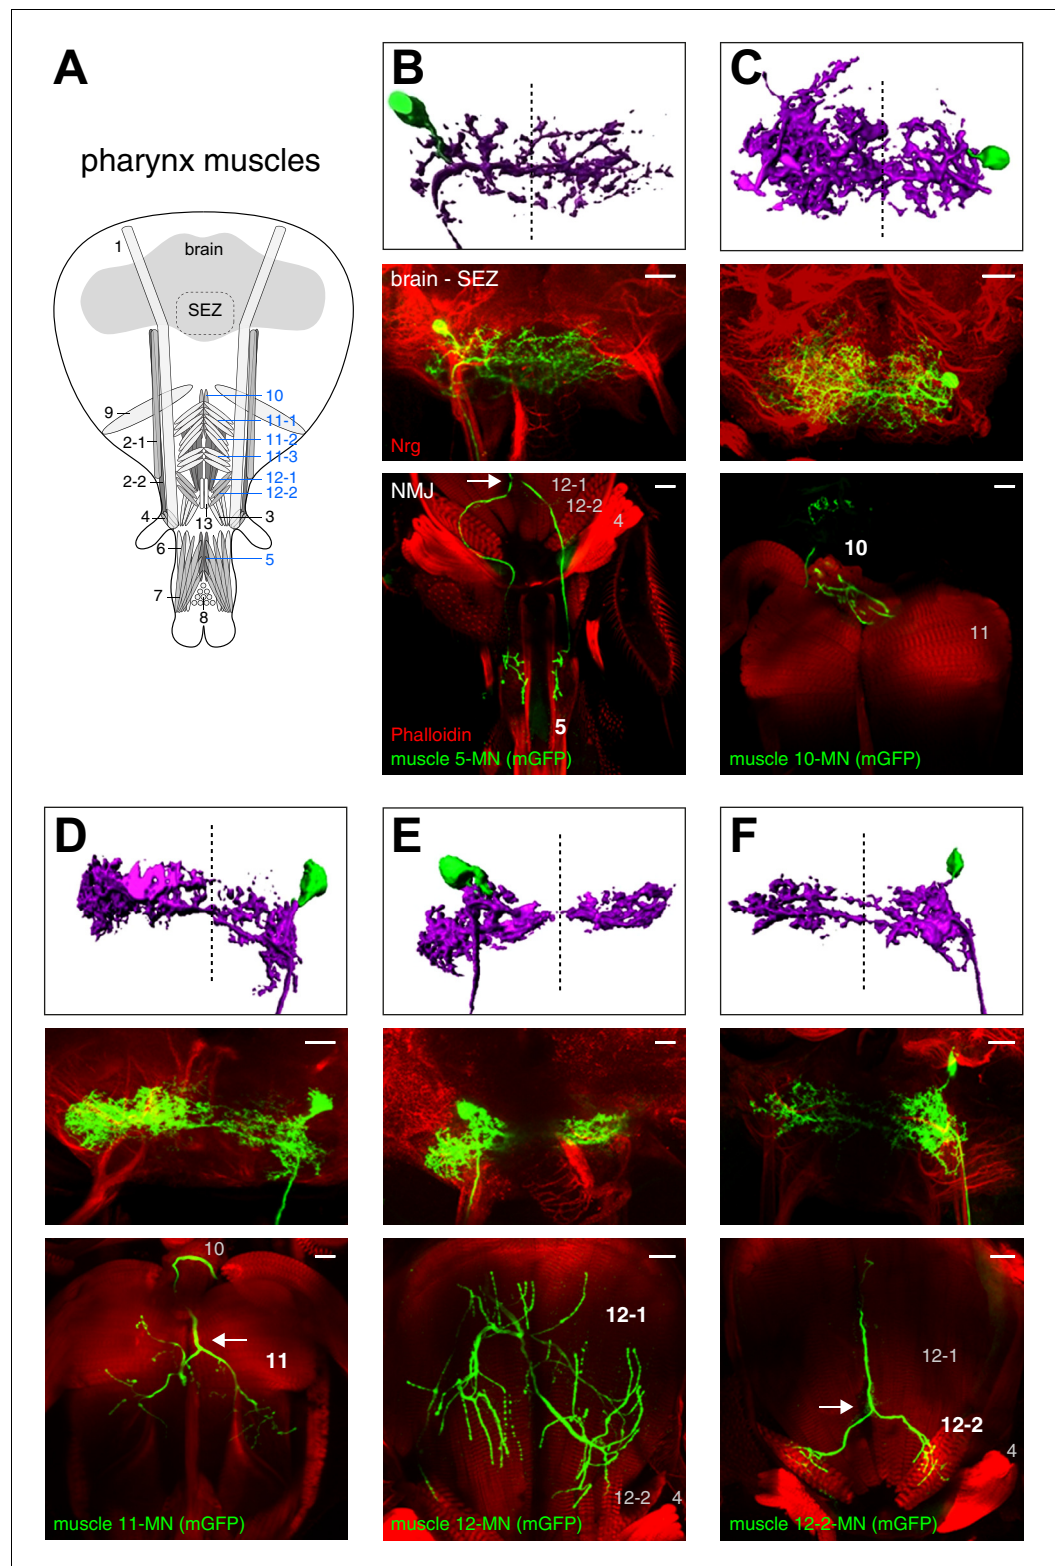 A
pharynx muscles
1
brain
SEZ
9
2-1
2-2
4
6
7
8
13
3
10
11-1
11-2
11-3
12-1
12-2
5
B
brain - SEZ
Nrg
NMJ
12-1
12-2
4
5
Phalloidin
muscle 5-MN (mGFP)
C
10
11
muscle 10-MN (mGFP)
D
10
11
muscle 11-MN (mGFP)
E
12-1
12-2 4
muscle 12-MN (mGFP)
F
12-1
12-2
4
muscle 12-2-MN (mGFP)